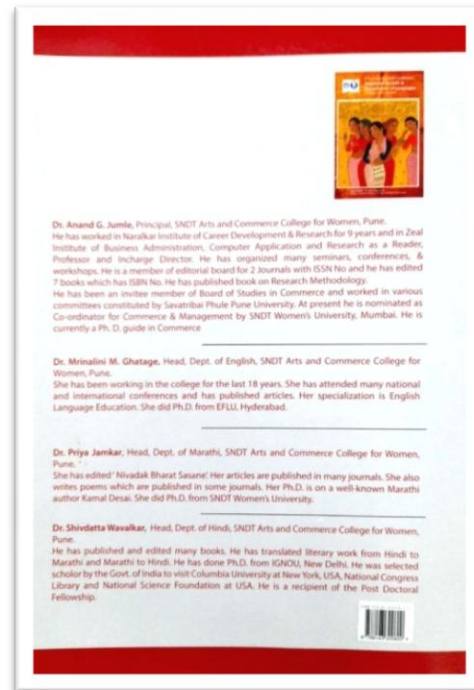 Dr. Anand G. Jumle, Principal, SNDT Arts and Commerce College for Women, Pune.
He has worked in Naralkar Institute of Career Development & Research for 9 years and in Zeal
Institute of Business Administration, Computer Application and Research as a Reader,
Professor and Incharge Director. He has organized many seminars, conferences, &
workshops. He is a member of editorial board for 2 Journals with ISSN No and he has edited
7 books which has ISBN No. He has published book on Research Methodology.
He has been an invitee member of Board of Studies in Commerce and worked in various
committees constituted by Savatribai Phule Pune University. At present he is nominated as
Co-ordinator for Commerce & Management by SNDT Women's University, Mumbai. He is
currently a Ph. D. guide in Commerce
Dr. Mrinalini M. Ghatage, Head, Dept. of English, SNDT Arts and Commerce College for
Women, Pune.
She has been working in the college for the last 18 years. She has attended many national
and international conferences and has published articles. Her specialization is English
Language Education. She did Ph.D. from EFLU, Hyderabad.
Dr. Priya Jamkar, Head, Dept. of Marathi, SNDT Arts and Commerce College for Women,
Pune.
She has edited 'Nivadak Bharat Sasane'. Her articles are published in many journals. She also
writes poems which are published in some journals. Her Ph.D. is on a well-known Marathi
author Kamal Desai. She did Ph.D. from SNDT Women's University.
Dr. Shivdatta Wavalkar, Head, Dept. of Hindi, SNDT Arts and Commerce College for Women,
Pune.
He has published and edited many books. He has translated literary work from Hindi to
Marathi and Marathi to Hindi. He has done Ph.D. from IGNOU, New Delhi. He was selected
scholor by the Govt. of India to visit Columbia University at New York, USA, National Congress
Library and National Science Foundation at USA. He is a recipient of the Post Doctoral
Fellowship.